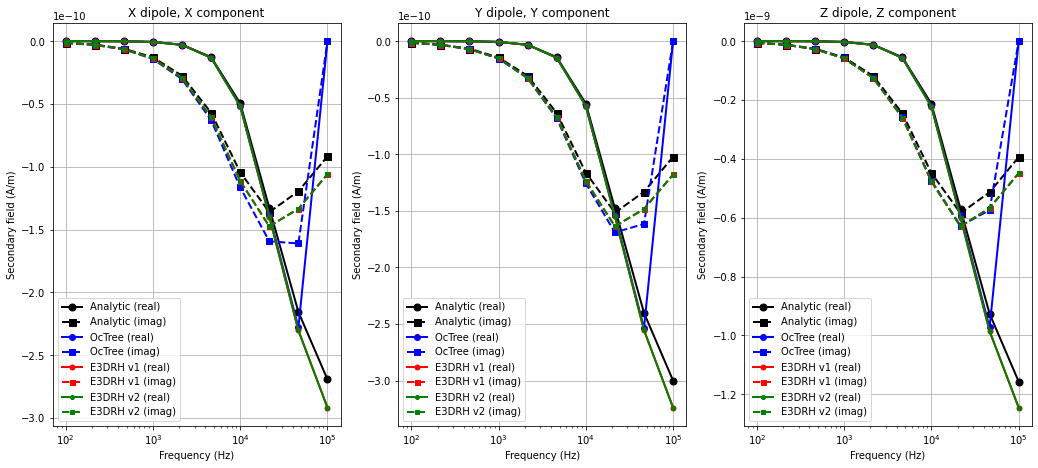 X dipole, X component
1e−10
0.0
−0.5
−1.0
−1.5
−2.0
−2.5
−3.0
Secondary field (A/m)
Analytic (real)
Analytic (imag)
OcTree (real)
OcTree (imag)
E3DRH v1 (real)
E3DRH v1 (imag)
E3DRH v2 (real)
E3DRH v2 (imag)
10² 10³ 10⁴ 10⁵
Frequency (Hz)
Y dipole, Y component
1e−10
0.0
−0.5
−1.0
−1.5
−2.0
−2.5
−3.0
Secondary field (A/m)
Analytic (real)
Analytic (imag)
OcTree (real)
OcTree (imag)
E3DRH v1 (real)
E3DRH v1 (imag)
E3DRH v2 (real)
E3DRH v2 (imag)
10² 10³ 10⁴ 10⁵
Frequency (Hz)
Z dipole, Z component
1e−9
0.0
−0.2
−0.4
−0.6
−0.8
−1.0
−1.2
Secondary field (A/m)
Analytic (real)
Analytic (imag)
OcTree (real)
OcTree (imag)
E3DRH v1 (real)
E3DRH v1 (imag)
E3DRH v2 (real)
E3DRH v2 (imag)
10² 10³ 10⁴ 10⁵
Frequency (Hz)